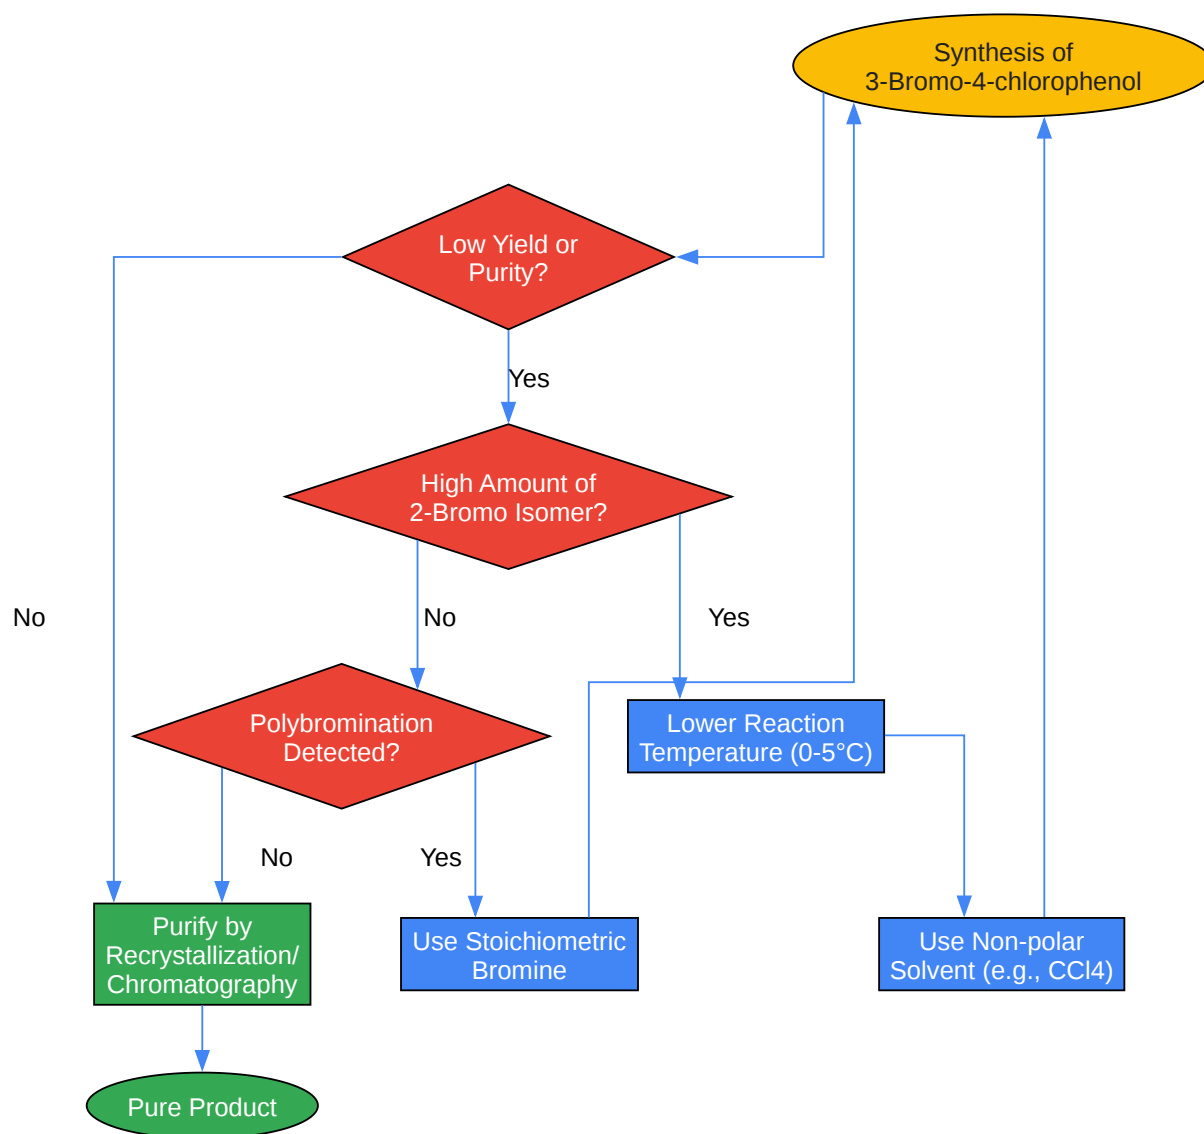 Synthesis of
3-Bromo-4-chlorophenol
Low Yield or
Purity?
Yes
High Amount of
2-Bromo Isomer?
No
No
Yes
Polybromination
Detected?
Lower Reaction
Temperature (0-5°C)
No
Yes
Purify by
Recrystallization/
Chromatography
Use Stoichiometric
Bromine
Use Non-polar
Solvent (e.g., CCl4)
Pure Product